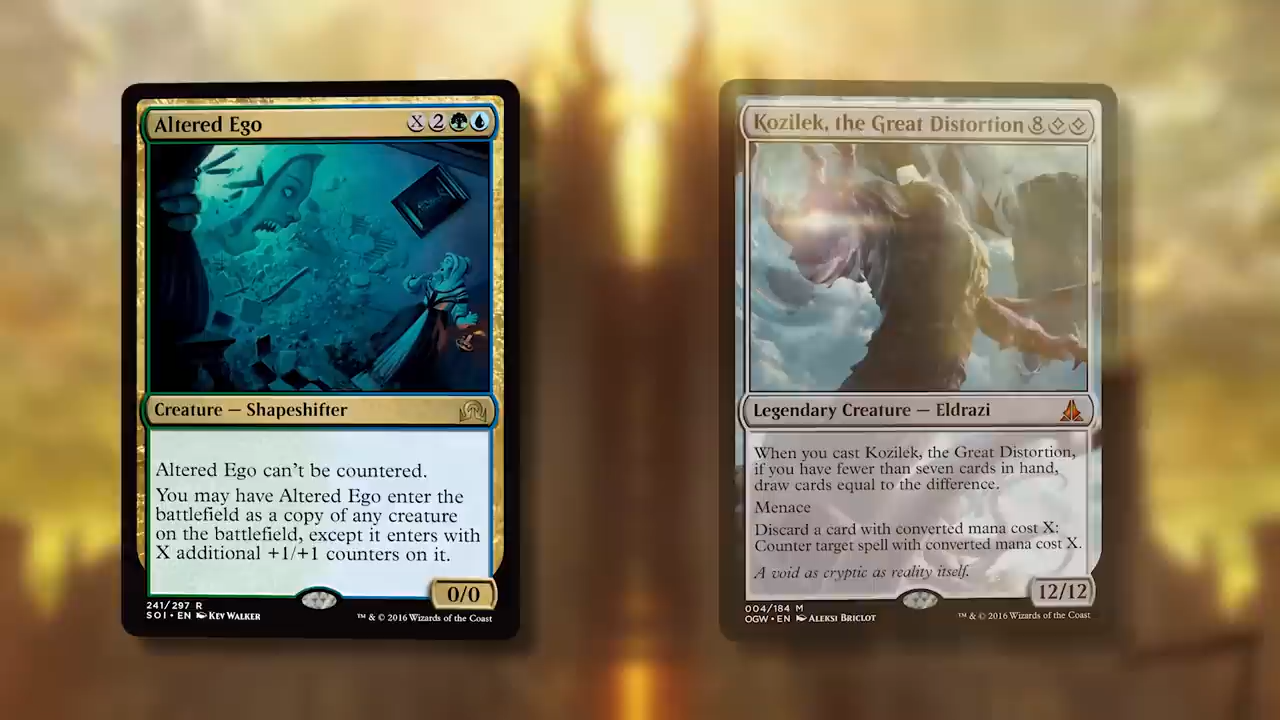 Altered Ego X 2
Creature — Shapeshifter
Altered Ego can't be countered.
You may have Altered Ego enter the
battlefield as a copy of any creature
on the battlefield, except it enters with
X additional +1/+1 counters on it.
0/0
241/297 R
SOI • EN KEV WALKER
™ & © 2016 Wizards of the Coast
Kozilek, the Great Distortion 8
Legendary Creature — Eldrazi
When you cast Kozilek, the Great Distortion,
if you have fewer than seven cards in hand,
draw cards equal to the difference.
Menace
Discard a card with converted mana cost X:
Counter target spell with converted mana cost X.
A void as cryptic as reality itself.
12/12
004/184 M
OGW • EN ALEKSI BRICLOT
™ & © 2016 Wizards of the Coast